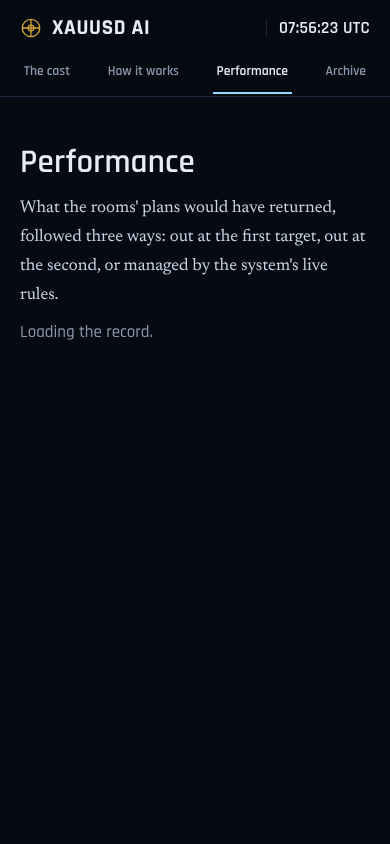 XAUUSD AI
07:56:23 UTC
The cast
How it works
Performance
Archive
Performance
What the rooms' plans would have returned,
followed three ways: out at the first target, out at
the second, or managed by the system's live
rules.
Loading the record.